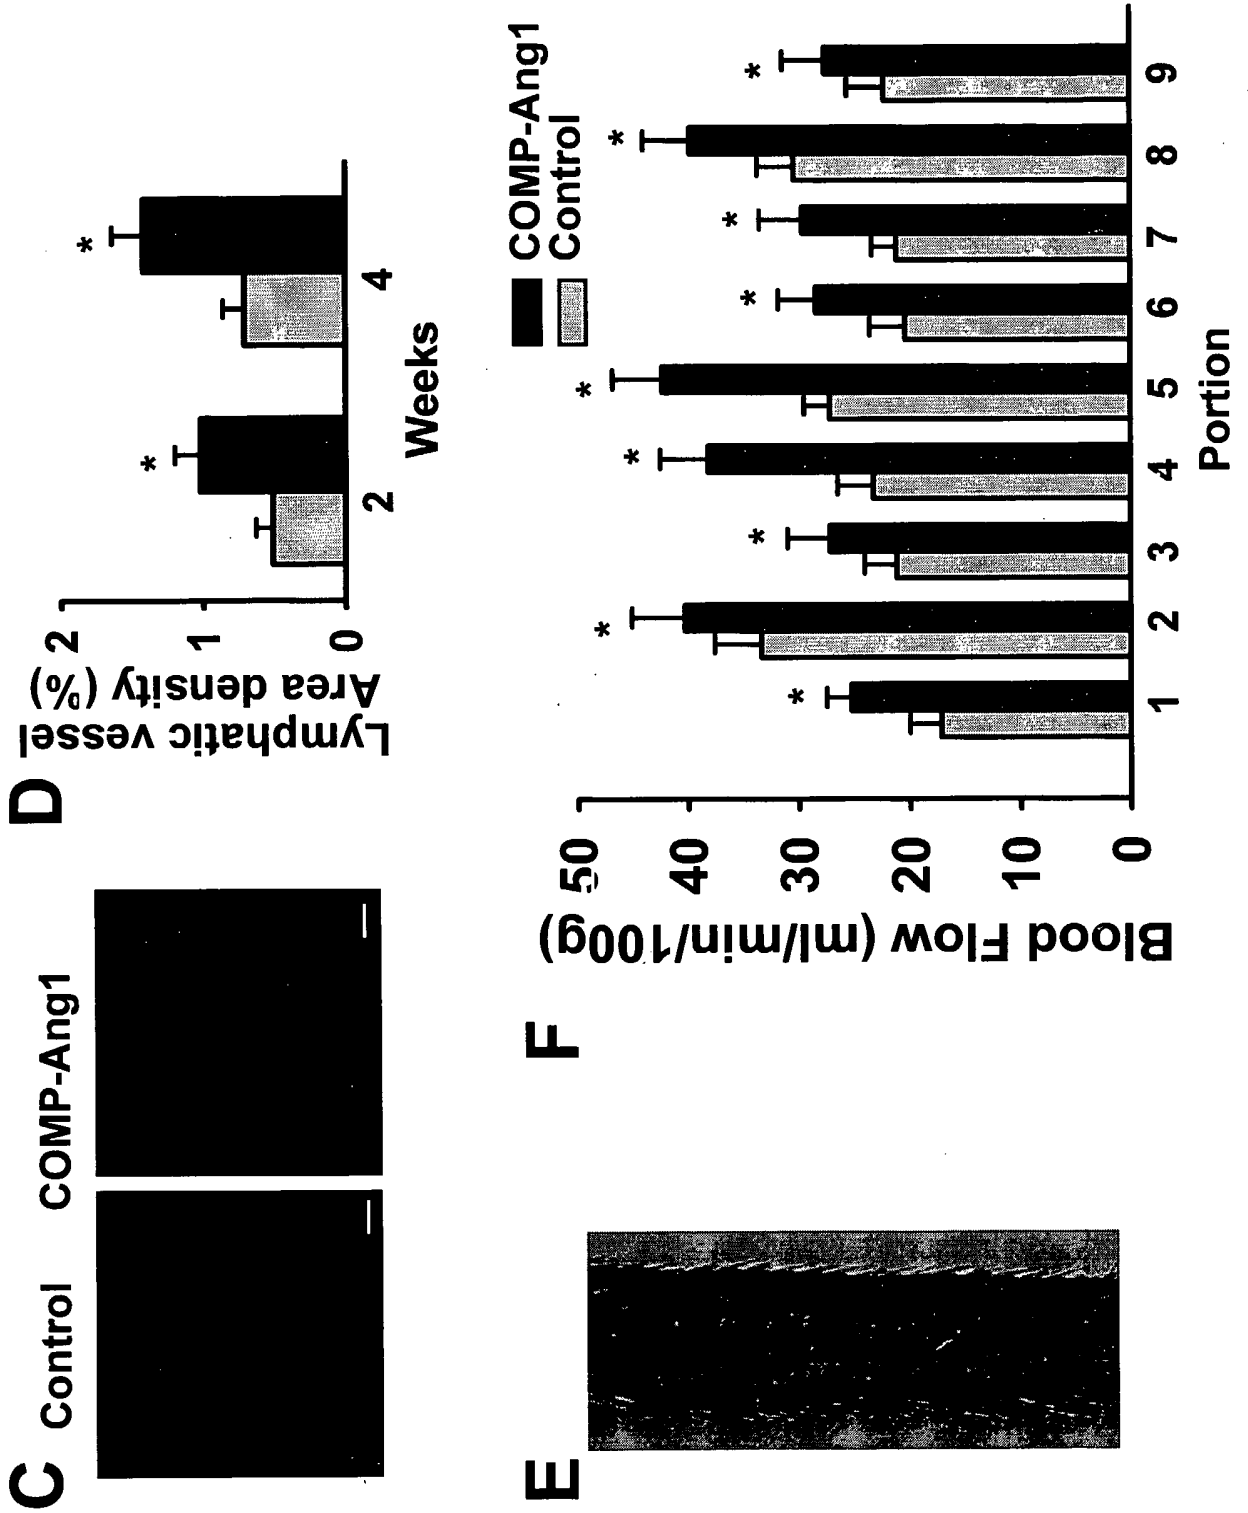 C
Control
COMP-Ang1
D
Lymphatic vessel
Area density (%)
2
1
0
2
4
Weeks
E
F
Blood Flow (ml/min/100g)
50
40
30
20
10
0
COMP-Ang1
Control
*
*
*
*
*
*
*
*
*
*
*
1
2
3
4
5
6
7
8
9
Portion